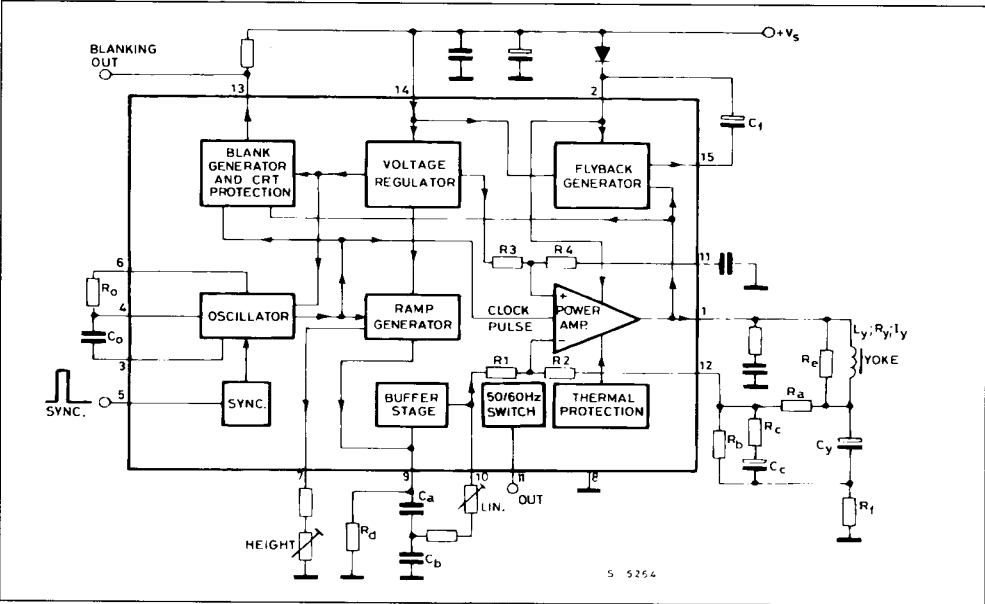 +Vs
BLANKING
OUT
13
14
2
C1
15
BLANK
GENERATOR
AND CRT
PROTECTION
VOLTAGE
REGULATOR
FLYBACK
GENERATOR
R3
R4
11
6
Ro
4
Co
3
OSCILLATOR
RAMP
GENERATOR
CLOCK
PULSE
+
POWER
AMP.
−
1
Ly;Ry;Iy
YOKE
Re
R1
R2
12
Ra
SYNC.
5
SYNC.
BUFFER
STAGE
50/60Hz
SWITCH
THERMAL
PROTECTION
Rb
Rc
Cc
Cy
7
9
10
11
8
OUT
Ca
LIN.
Rf
HEIGHT
Rd
Cb
S 5264